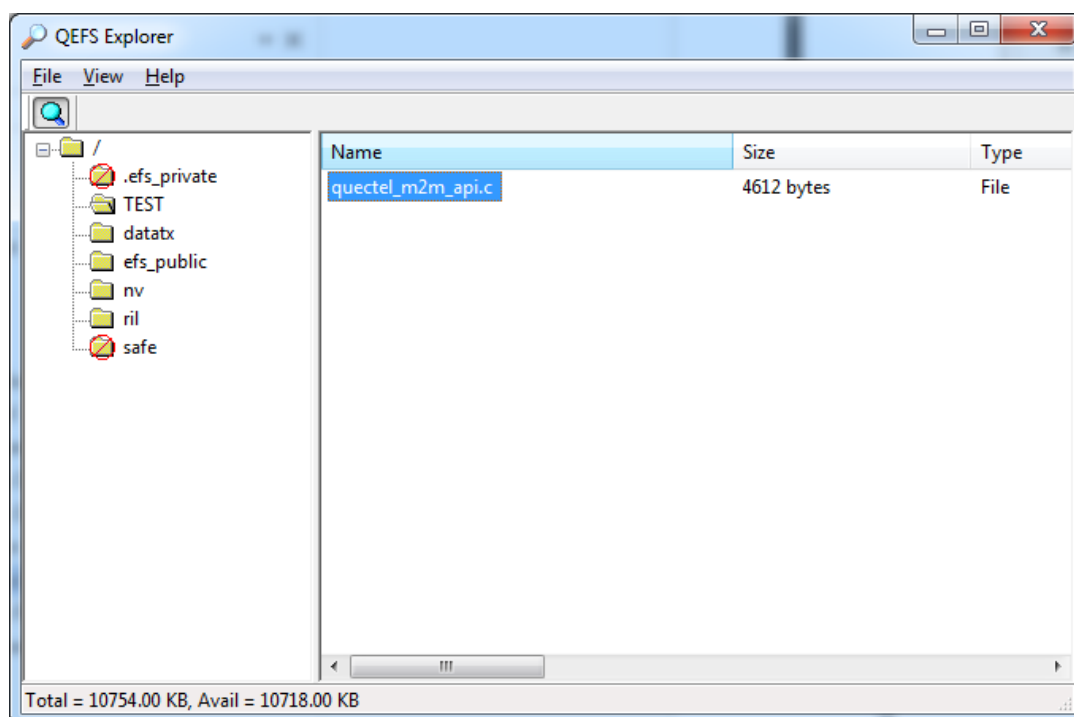 QEFS Explorer
File View Help
/
.efs_private
TEST
datatx
efs_public
nv
ril
safe
Name Size Type
quectel_m2m_api.c 4612 bytes File
Total = 10754.00 KB, Avail = 10718.00 KB